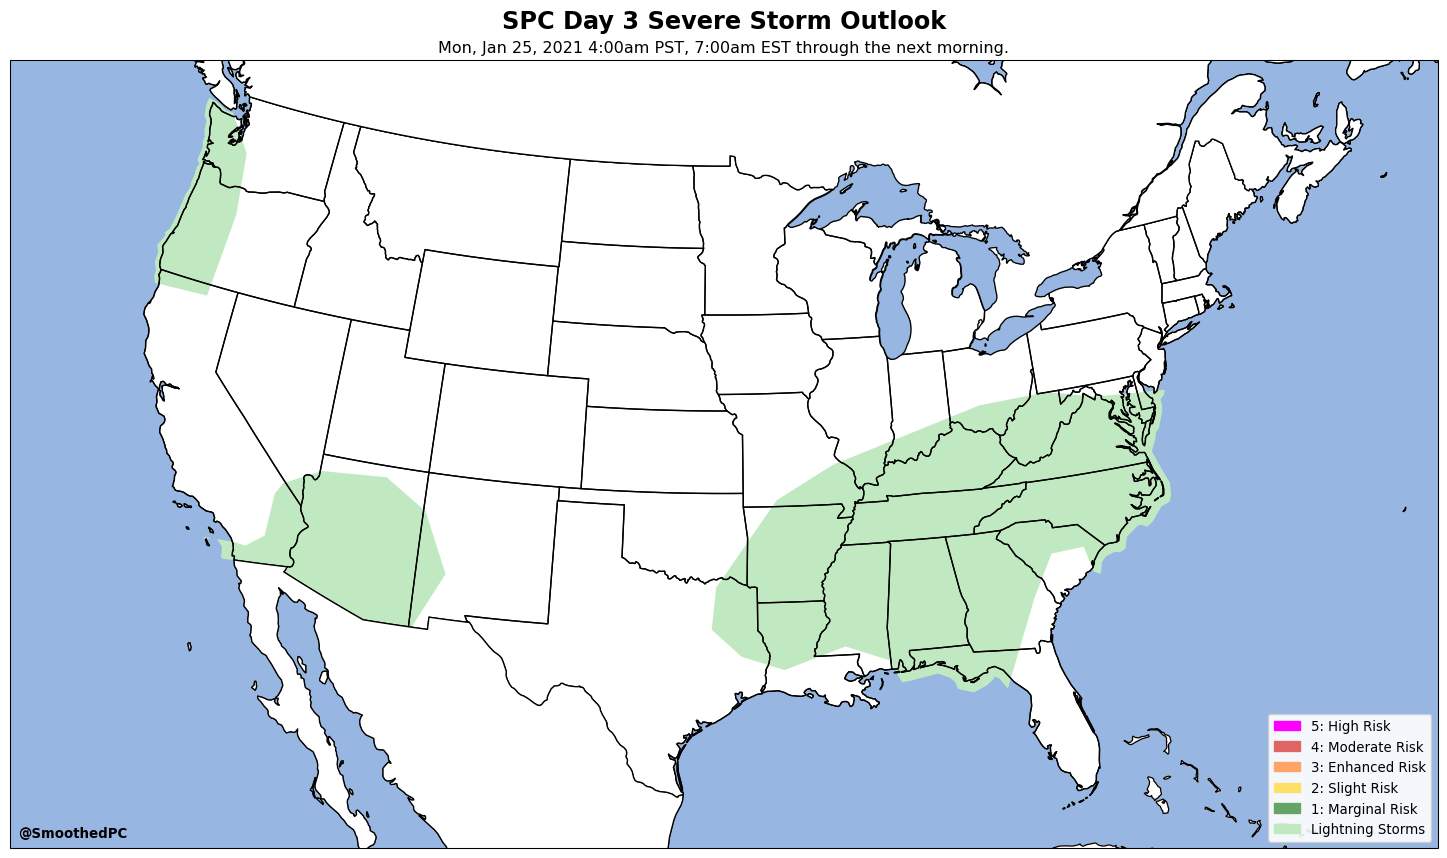 SPC Day 3 Severe Storm Outlook
Mon, Jan 25, 2021 4:00am PST, 7:00am EST through the next morning.
5: High Risk
4: Moderate Risk
3: Enhanced Risk
2: Slight Risk
1: Marginal Risk
Lightning Storms
@SmoothedPC